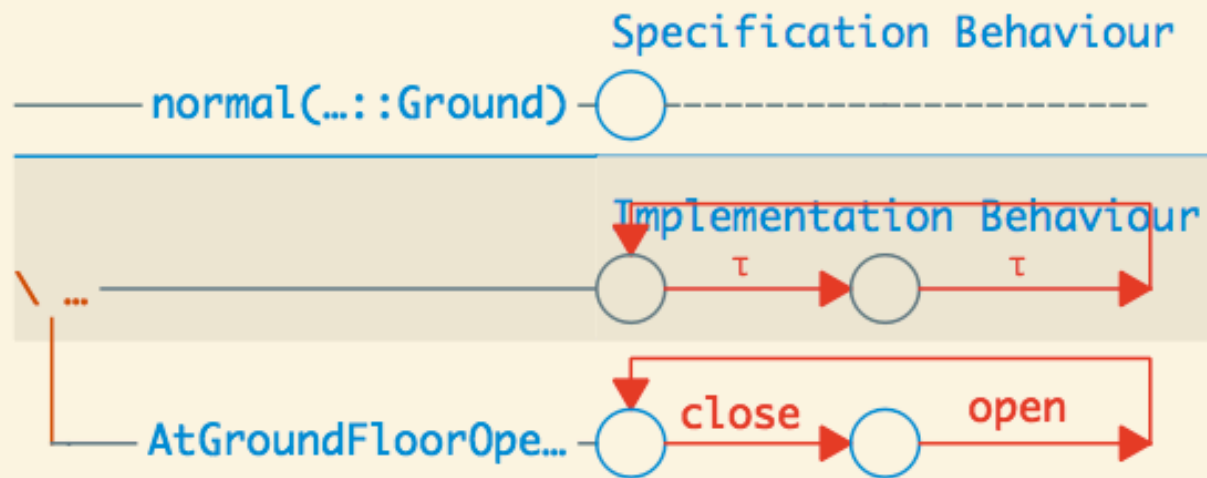 Specification Behaviour
normal(…::Ground)
Implementation Behaviour
τ τ
\ …
close open
AtGroundFloorOpe…